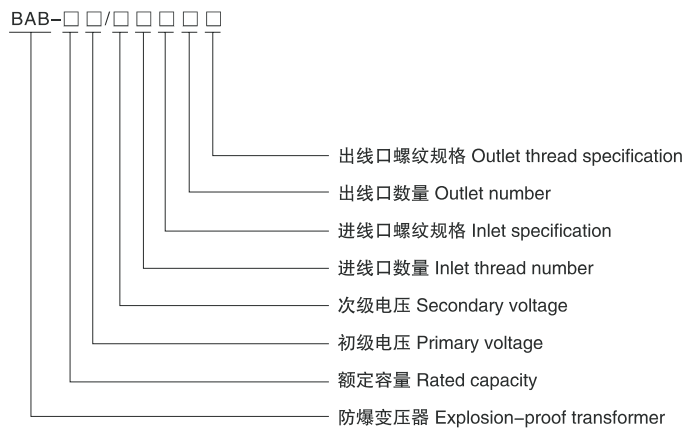 BAB-□□/□□□□□
出线口螺纹规格 Outlet thread specification
出线口数量 Outlet number
进线口螺纹规格 Inlet specification
进线口数量 Inlet thread number
次级电压 Secondary voltage
初级电压 Primary voltage
额定容量 Rated capacity
防爆变压器 Explosion-proof transformer